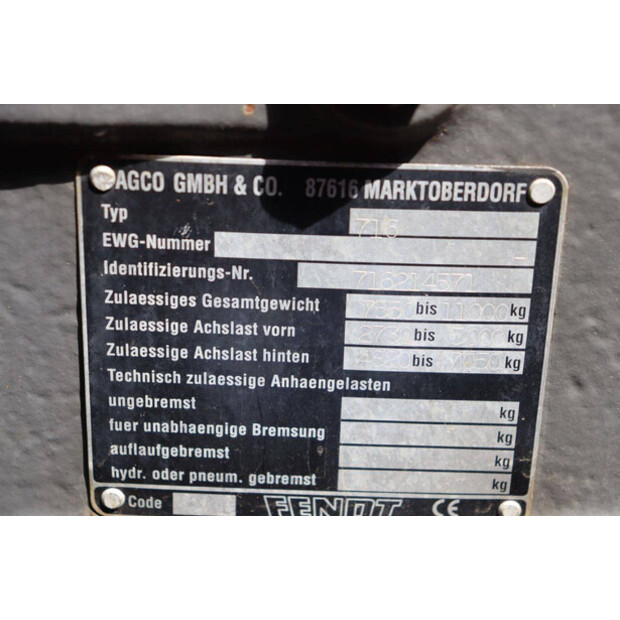 AGCO GMBH & CO. 87616 MARKTOBERDORF
Typ 716
EWG-Nummer –
Identifizierungs-Nr. 716214571
Zulaessiges Gesamtgewicht bis 11000 kg
Zulaessige Achslast vorn kg
Zulaessige Achslast hinten bis kg
Technisch zulaessige Anhaengelasten
ungebremst kg
fuer unabhaengige Bremsung kg
auflaufgebremst kg
hydr. oder pneum. gebremst kg
Code FENDT CE